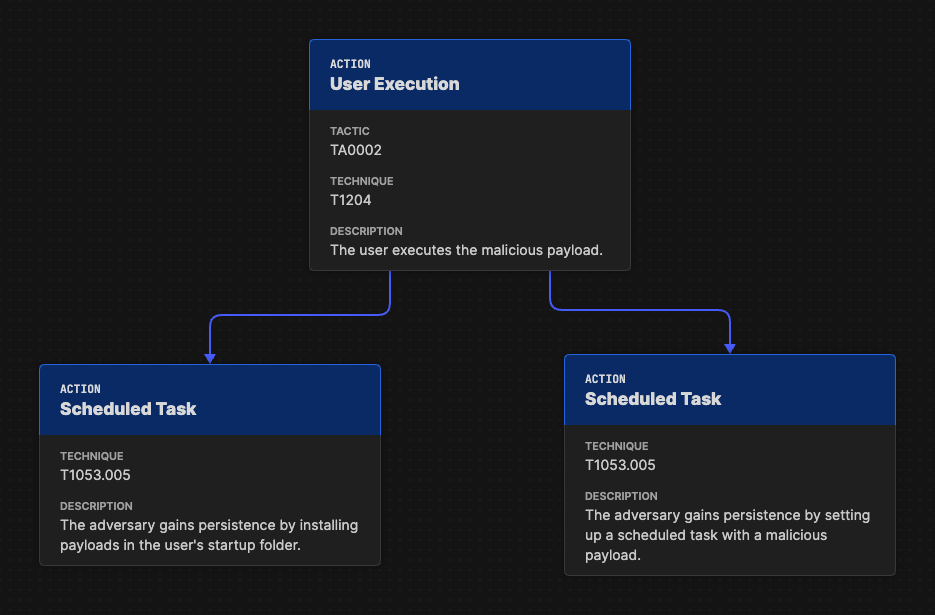 ACTION
User Execution
TACTIC
TA0002
TECHNIQUE
T1204
DESCRIPTION
The user executes the malicious payload.
ACTION
Scheduled Task
TECHNIQUE
T1053.005
DESCRIPTION
The adversary gains persistence by installing
payloads in the user's startup folder.
ACTION
Scheduled Task
TECHNIQUE
T1053.005
DESCRIPTION
The adversary gains persistence by setting
up a scheduled task with a malicious
payload.